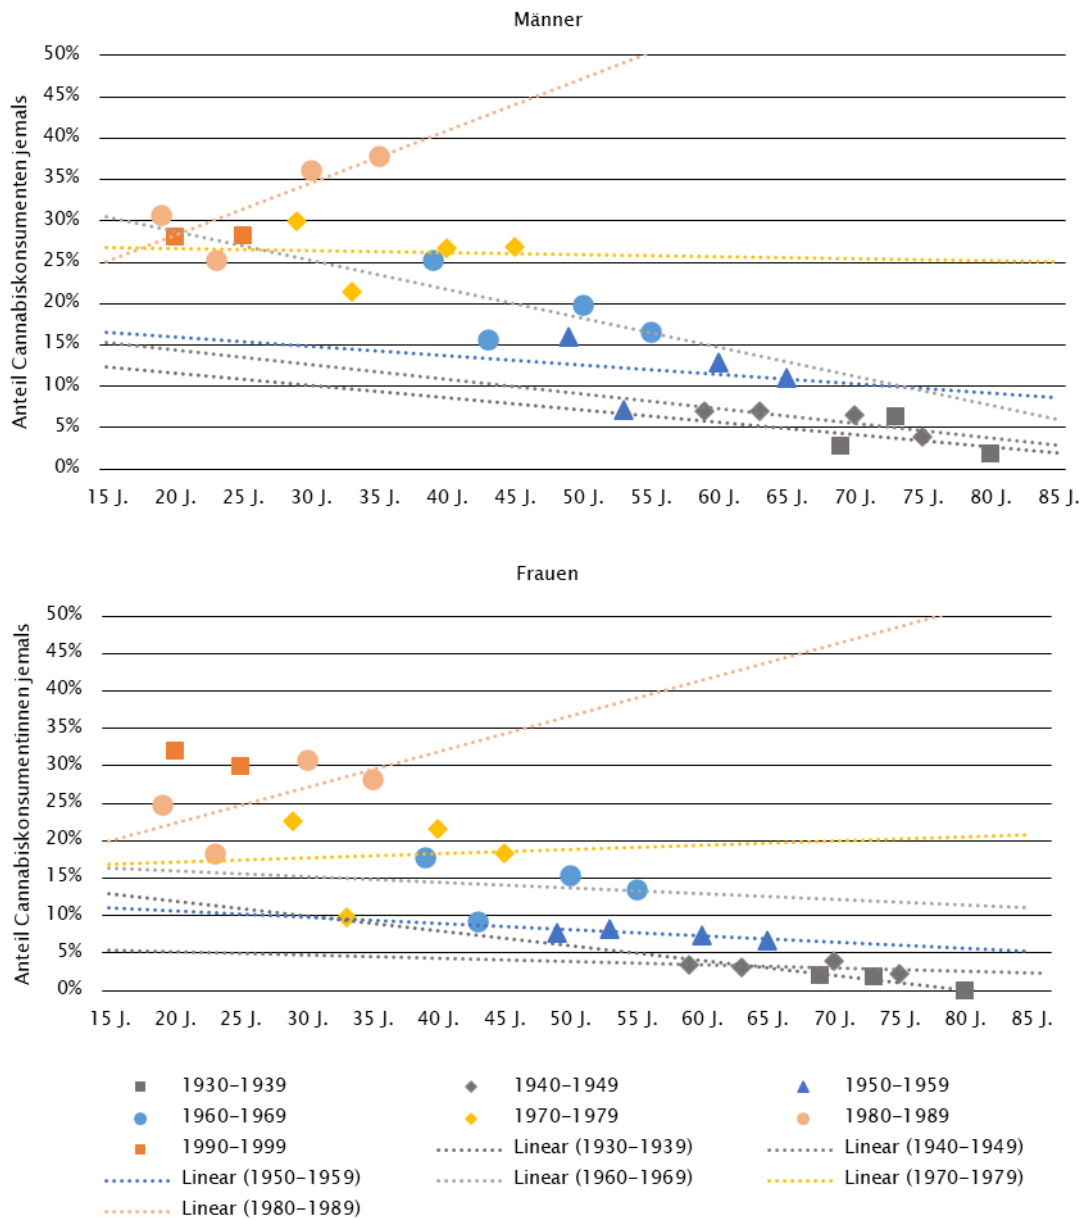 Männer
Anteil Cannabiskonsumenten jemals
50%
45%
40%
35%
30%
25%
20%
15%
10%
5%
0%
15 J. 20 J. 25 J. 30 J. 35 J. 40 J. 45 J. 50 J. 55 J. 60 J. 65 J. 70 J. 75 J. 80 J. 85 J.
Frauen
Anteil Cannabiskonsumentinnen jemals
50%
45%
40%
35%
30%
25%
20%
15%
10%
5%
0%
15 J. 20 J. 25 J. 30 J. 35 J. 40 J. 45 J. 50 J. 55 J. 60 J. 65 J. 70 J. 75 J. 80 J. 85 J.
1930–1939 1940–1949 1950–1959
1960–1969 1970–1979 1980–1989
1990–1999 Linear (1930–1939) Linear (1940–1949)
Linear (1950–1959) Linear (1960–1969) Linear (1970–1979)
Linear (1980–1989)